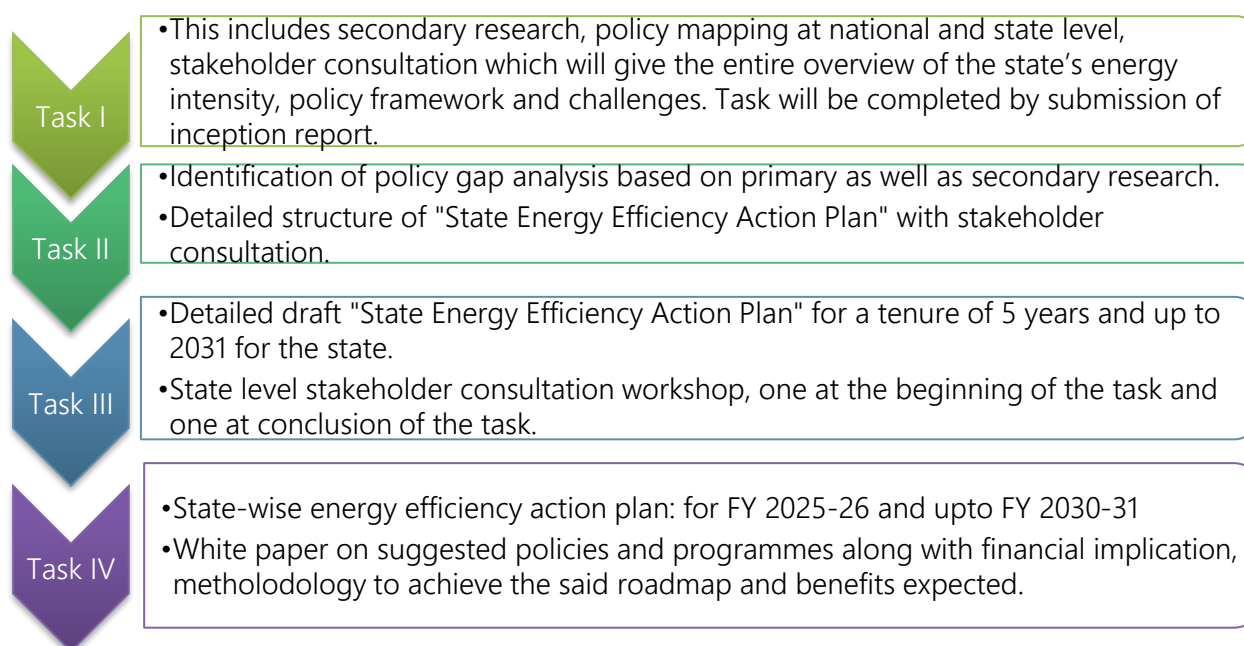 Task I
•This includes secondary research, policy mapping at national and state level,
stakeholder consultation which will give the entire overview of the state’s energy
intensity, policy framework and challenges. Task will be completed by submission of
inception report.
Task II
•Identification of policy gap analysis based on primary as well as secondary research.
•Detailed structure of "State Energy Efficiency Action Plan" with stakeholder
consultation.
Task III
•Detailed draft "State Energy Efficiency Action Plan" for a tenure of 5 years and up to
2031 for the state.
•State level stakeholder consultation workshop, one at the beginning of the task and
one at conclusion of the task.
Task IV
•State-wise energy efficiency action plan: for FY 2025-26 and upto FY 2030-31
•White paper on suggested policies and programmes along with financial implication,
metholodology to achieve the said roadmap and benefits expected.